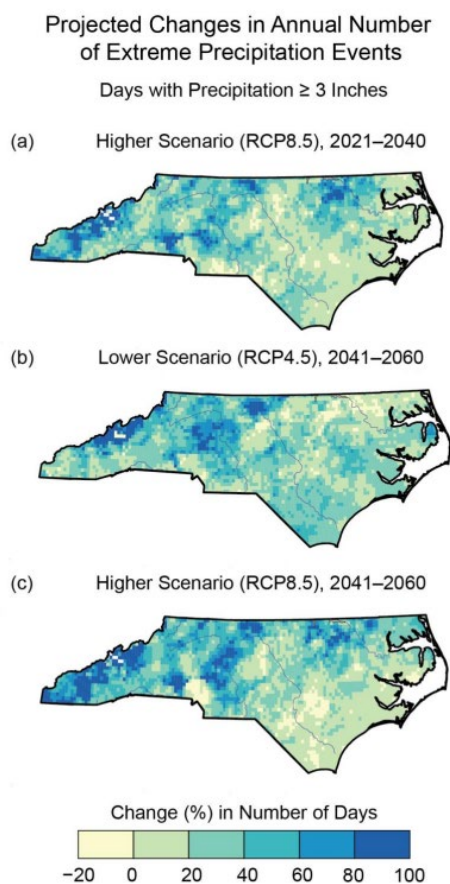 Projected Changes in Annual Number
of Extreme Precipitation Events
Days with Precipitation ≥ 3 Inches
(a) Higher Scenario (RCP8.5), 2021–2040
(b) Lower Scenario (RCP4.5), 2041–2060
(c) Higher Scenario (RCP8.5), 2041–2060
Change (%) in Number of Days
−20 0 20 40 60 80 100